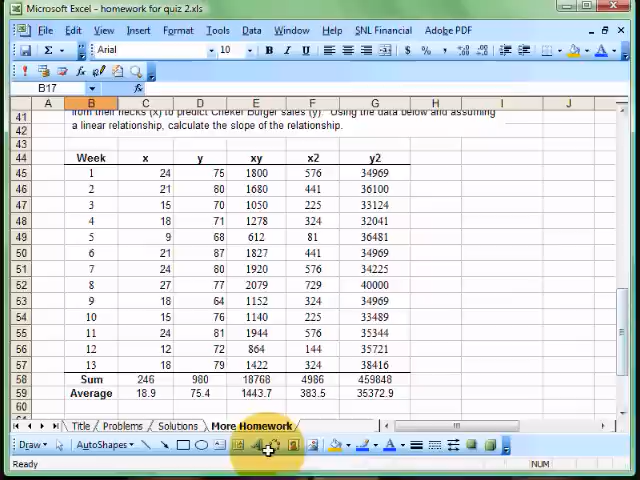 Microsoft Excel - homework for quiz 2.xls
File Edit View Insert Format Tools Data Window Help SNL Financial Adobe PDF
Σ Arial 10 B I U $ % ,
B17 fx
A B C D E F G H I J
41 from their necks (x) to predict Cheker Burger sales (y). Using the data below and assuming
42 a linear relationship, calculate the slope of the relationship.
43
44 Week x y xy x2 y2
45 1 24 75 1800 576 34969
46 2 21 80 1680 441 36100
47 3 15 70 1050 225 33124
48 4 18 71 1278 324 32041
49 5 9 68 612 81 36481
50 6 21 87 1827 441 34969
51 7 24 80 1920 576 34225
52 8 27 77 2079 729 40000
53 9 18 64 1152 324 34969
54 10 15 76 1140 225 33489
55 11 24 81 1944 576 35344
56 12 12 72 864 144 35721
57 13 18 79 1422 324 38416
58 Sum 246 980 18768 4986 459848
59 Average 18.9 75.4 1443.7 383.5 35372.9
60
Title Problems Solutions More Homework
Draw AutoShapes
Ready NUM